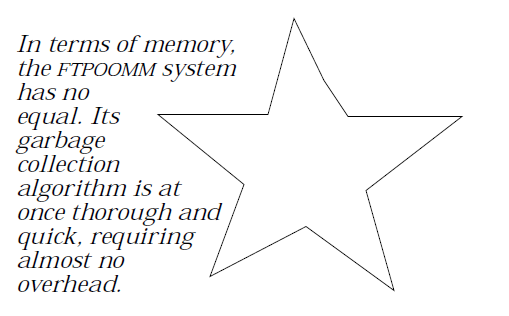 In terms of memory,
the FTPOOMM system
has no
equal. Its
garbage
collection
algorithm is at
once thorough and
quick, requiring
almost no
overhead.